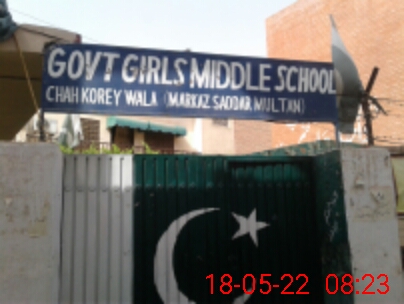 GOVT GIRLS MIDDLE SCHOOL
CHAH KOREY WALA (MARKAZ SADDAR MULTAN)
18-05-22 08:23